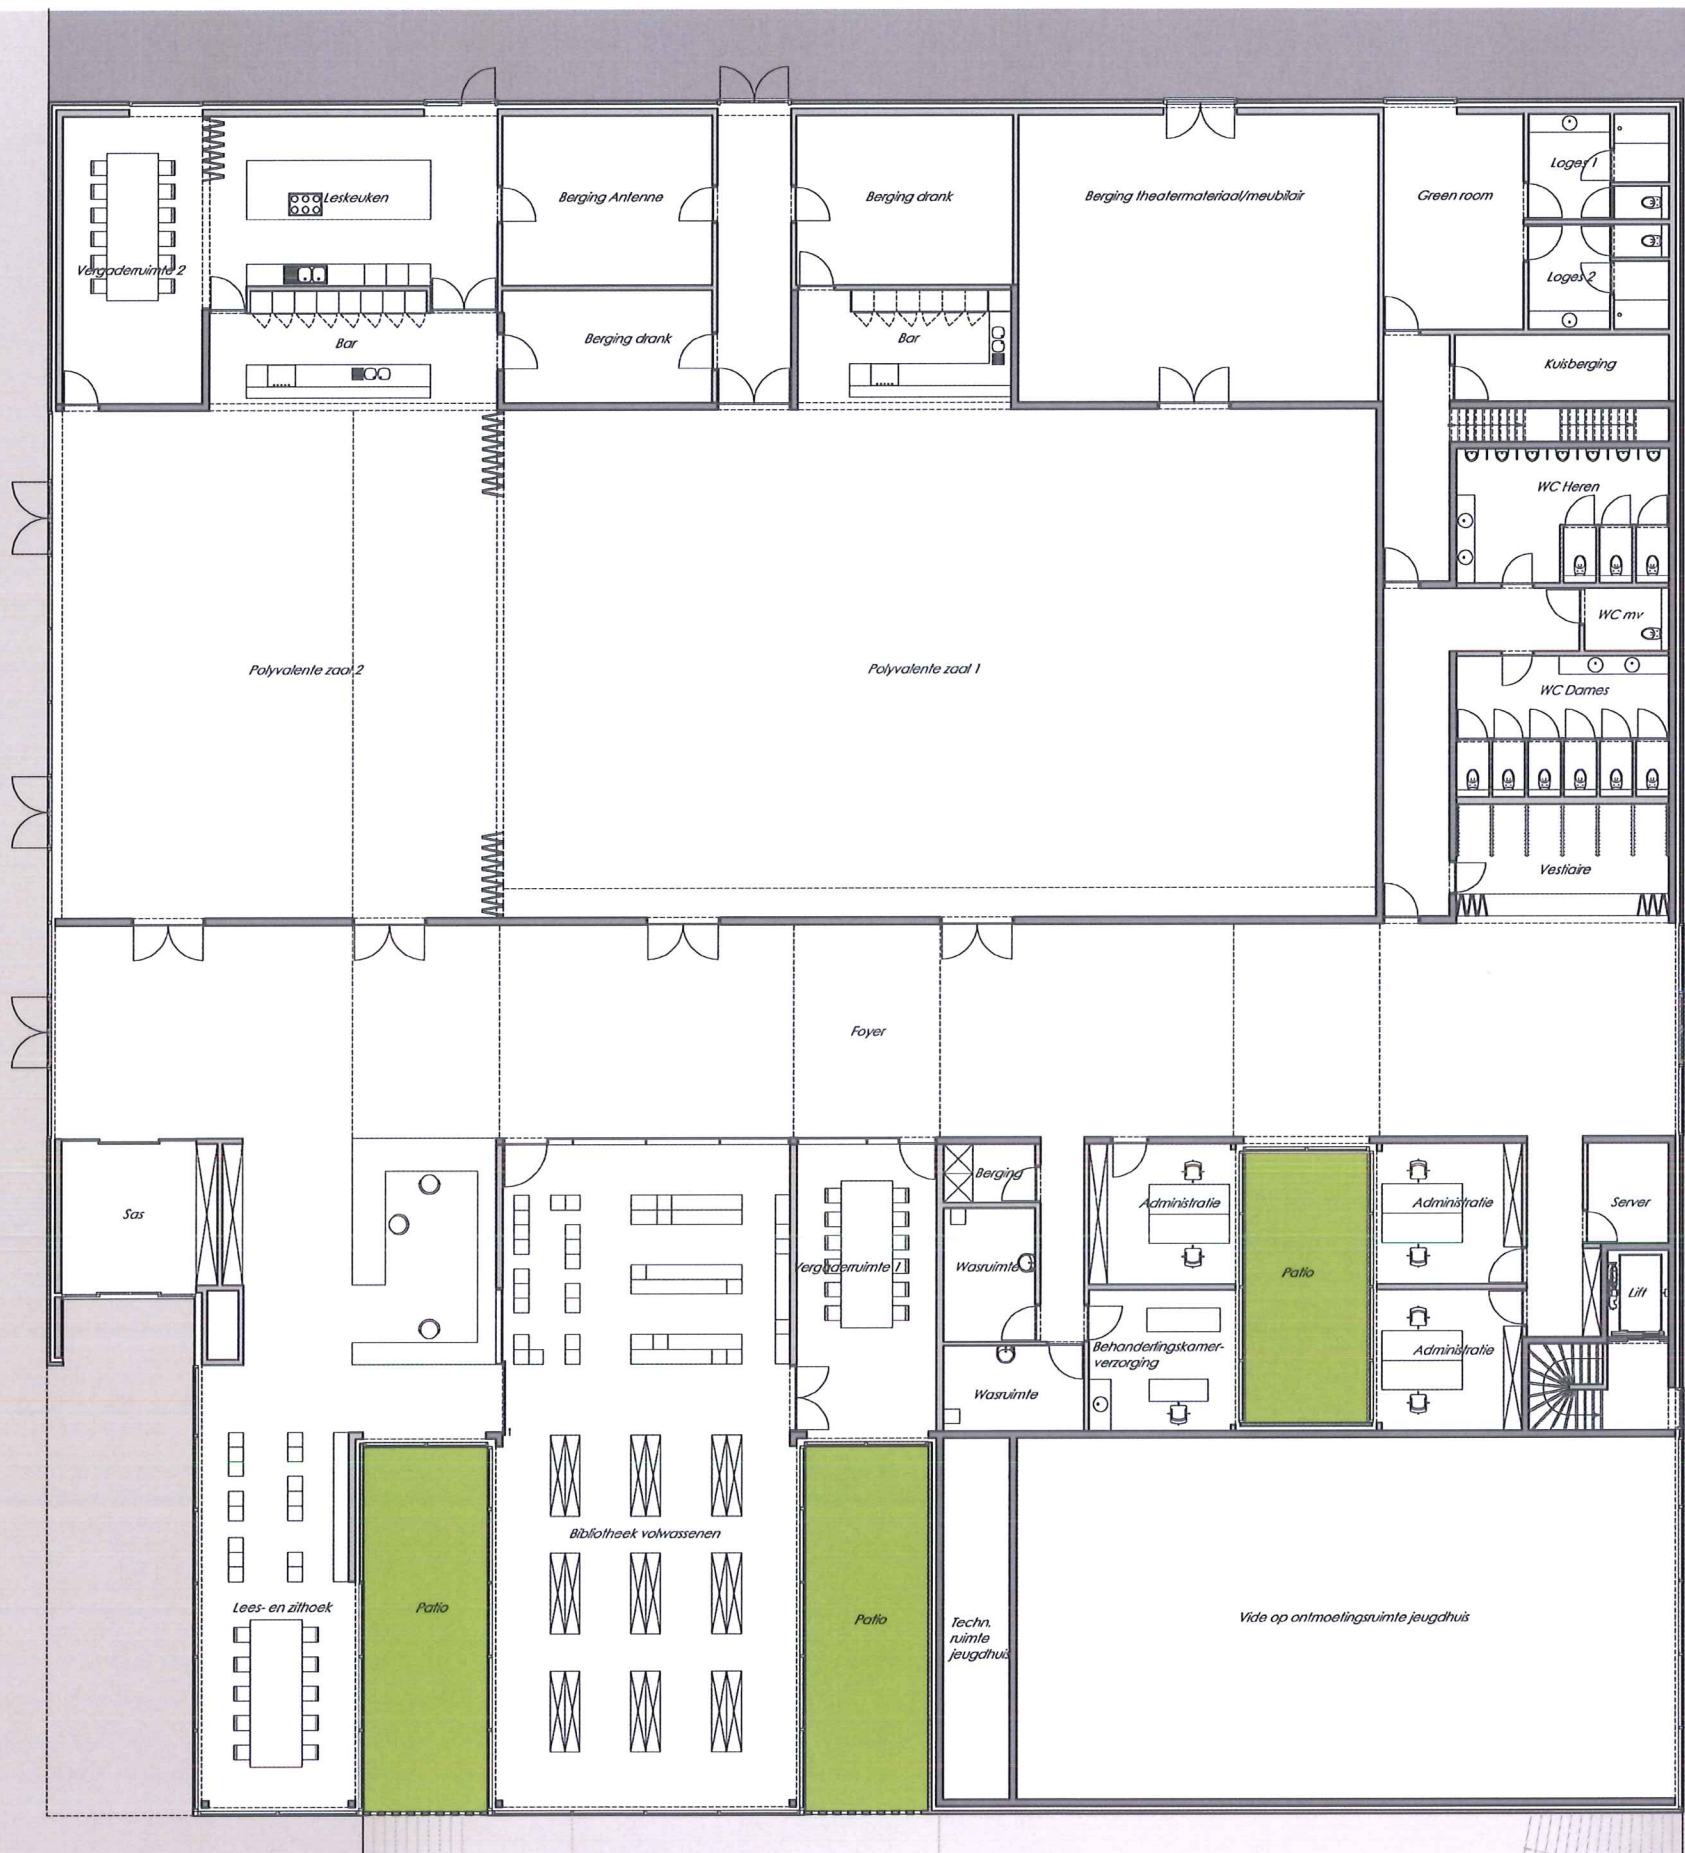 Leskeuken
Berging Antenne
Berging drank
Berging theatermateriaal/meubilair
Green room
Loges 1
Vergaderruimte 2
Loges 2
Bar
Berging drank
Bar
Kuisberging
WC Heren
WC mv
Polyvalente zaal 2
Polyvalente zaal 1
WC Dames
Vestiaire
Foyer
Sas
Berging
Administratie
Administratie
Server
Vergaderruimte 1
Wasruimte
Patio
Lift
Behandelingskamer-
verzorging
Administratie
Wasruimte
Bibliotheek volwassenen
Lees- en zithoek
Patio
Patio
Techn.
ruimte
jeugdhuis
Vide op ontmoetingsruimte jeugdhuis